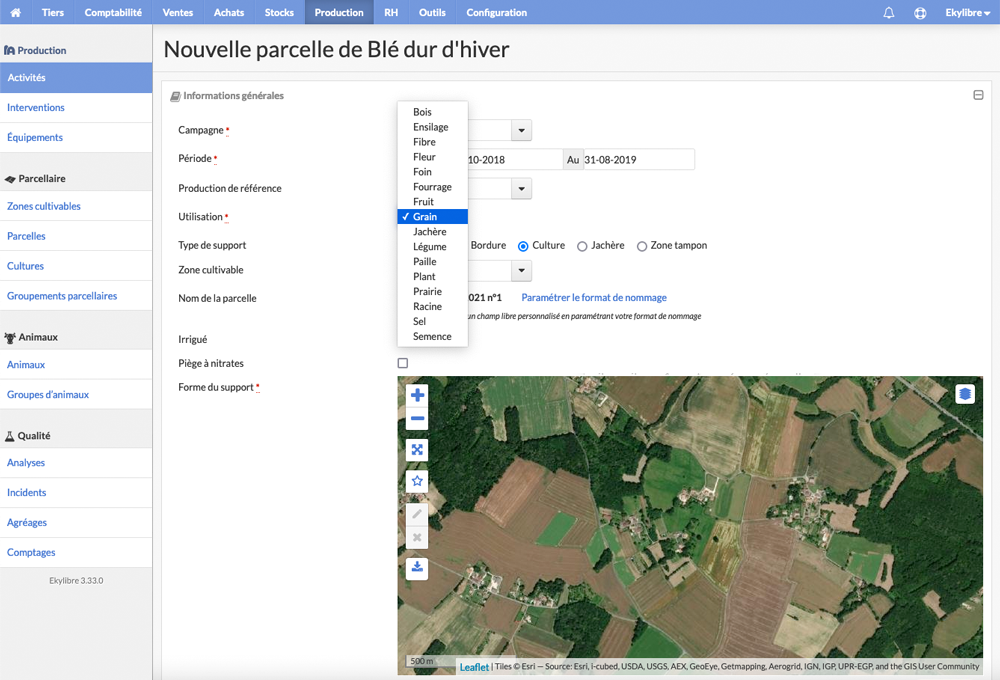 Tiers Comptabilité Ventes Achats Stocks Production RH Outils Configuration Ekylibre
Production
Activités
Interventions
Équipements
Parcellaire
Zones cultivables
Parcelles
Cultures
Groupements parcellaires
Animaux
Animaux
Groupes d'animaux
Qualité
Analyses
Incidents
Agréages
Comptages
Ekylibre 3.33.0
Nouvelle parcelle de Blé dur d'hiver
Informations générales
Campagne *
Période * 10-2018 Au 31-08-2019
Production de référence
Utilisation *
Bois
Ensilage
Fibre
Fleur
Foin
Fourrage
Fruit
✓ Grain
Jachère
Légume
Paille
Plant
Prairie
Racine
Sel
Semence
Type de support Bordure Culture Jachère Zone tampon
Zone cultivable
Nom de la parcelle 021 n°1 Paramétrer le format de nommage
un champ libre personnalisé en paramétrant votre format de nommage
Irrigué
Piège à nitrates
Forme du support *
500 m
Leaflet | Tiles © Esri — Source: Esri, i-cubed, USDA, USGS, AEX, GeoEye, Getmapping, Aerogrid, IGN, IGP, UPR-EGP, and the GIS User Community